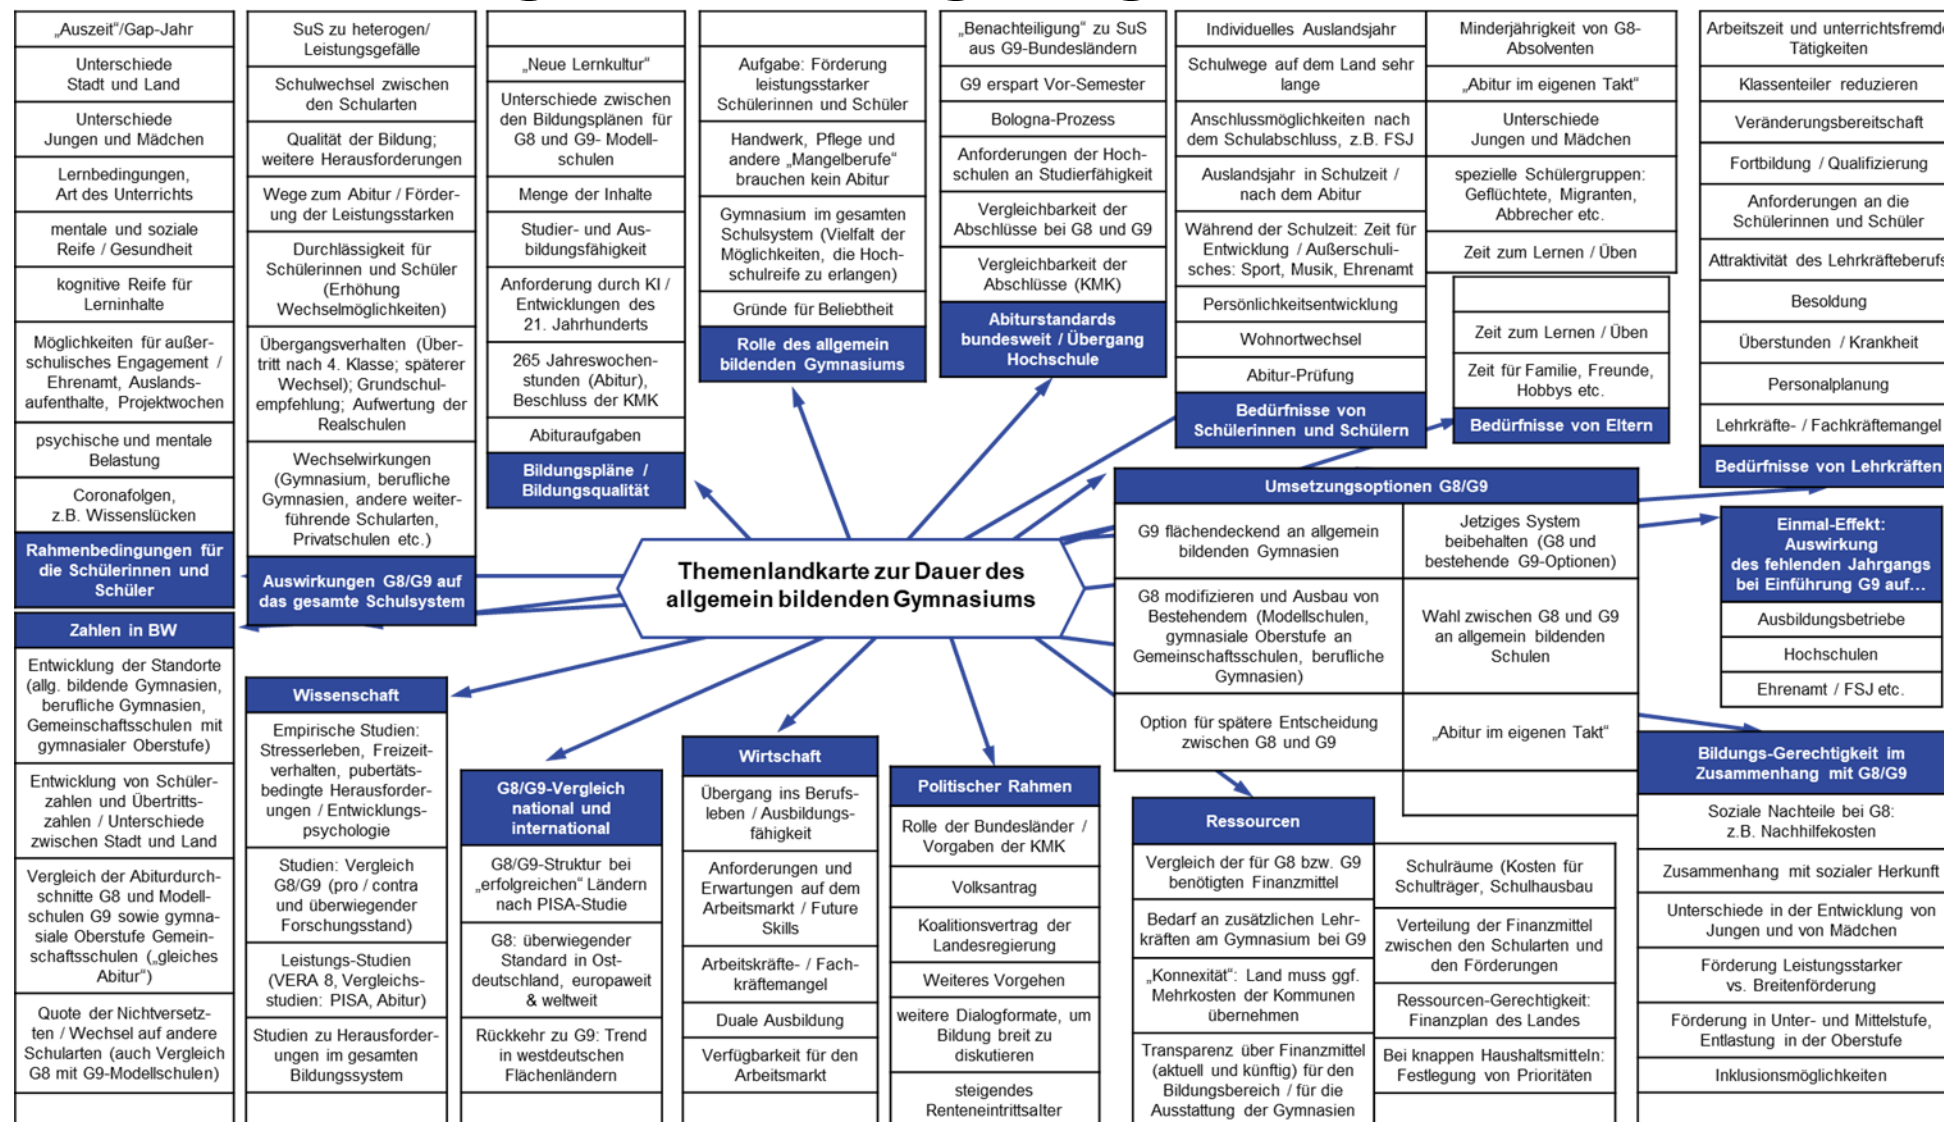 „Auszeit"/Gap-Jahr
Unterschiede
Stadt und Land
Unterschiede
Jungen und Mädchen
Lernbedingungen,
Art des Unterrichts
mentale und soziale
Reife / Gesundheit
kognitive Reife für
Lerninhalte
Möglichkeiten für außer-
schulisches Engagement /
Ehrenamt, Auslands-
aufenthalte, Projektwochen
psychische und mentale
Belastung
Coronafolgen,
z.B. Wissenslücken
Rahmenbedingungen für
die Schülerinnen und
Schüler
SuS zu heterogen/
Leistungsgefälle
Schulwechsel zwischen
den Schularten
Qualität der Bildung;
weitere Herausforderungen
Wege zum Abitur / Förder-
ung der Leistungsstarken
Durchlässigkeit für
Schülerinnen und Schüler
(Erhöhung
Wechselmöglichkeiten)
Übergangsverhalten (Über-
tritt nach 4. Klasse; späterer
Wechsel); Grundschul-
empfehlung; Aufwertung der
Realschulen
Wechselwirkungen
(Gymnasium, berufliche
Gymnasien, andere weiter-
führende Schularten,
Privatschulen etc.)
Auswirkungen G8/G9 auf
das gesamte Schulsystem
„Neue Lernkultur"
Unterschiede zwischen
den Bildungsplänen für
G8 und G9- Modell-
schulen
Menge der Inhalte
Studier- und Aus-
bildungsfähigkeit
Anforderung durch KI /
Entwicklungen des
21. Jahrhunderts
265 Jahreswochen-
stunden (Abitur),
Beschluss der KMK
Abituraufgaben
Bildungspläne /
Bildungsqualität
Aufgabe: Förderung
leistungsstarker
Schülerinnen und Schüler
Handwerk, Pflege und
andere „Mangelberufe"
brauchen kein Abitur
Gymnasium im gesamten
Schulsystem (Vielfalt der
Möglichkeiten, die Hoch-
schulreife zu erlangen)
Gründe für Beliebtheit
Rolle des allgemein
bildenden Gymnasiums
„Benachteiligung" zu SuS
aus G9-Bundesländern
G9 erspart Vor-Semester
Bologna-Prozess
Anforderungen der Hoch-
schulen an Studierfähigkeit
Vergleichbarkeit der
Abschlüsse bei G8 und G9
Vergleichbarkeit der
Abschlüsse (KMK)
Abiturstandards
bundesweit / Übergang
Hochschule
Individuelles Auslandsjahr
Schulwege auf dem Land sehr
lange
Anschlussmöglichkeiten nach
dem Schulabschluss, z.B. FSJ
Auslandsjahr in Schulzeit /
nach dem Abitur
Während der Schulzeit: Zeit für
Entwicklung / Außerschuli-
sches: Sport, Musik, Ehrenamt
Persönlichkeitsentwicklung
Wohnortwechsel
Abitur-Prüfung
Bedürfnisse von
Schülerinnen und Schülern
Minderjährigkeit von G8-
Absolventen
„Abitur im eigenen Takt"
Unterschiede
Jungen und Mädchen
spezielle Schülergruppen:
Geflüchtete, Migranten,
Abbrecher etc.
Zeit zum Lernen / Üben
Zeit zum Lernen / Üben
Zeit für Familie, Freunde,
Hobbys etc.
Bedürfnisse von Eltern
Arbeitszeit und unterrichtsfremde
Tätigkeiten
Klassenteiler reduzieren
Veränderungsbereitschaft
Fortbildung / Qualifizierung
Anforderungen an die
Schülerinnen und Schüler
Attraktivität des Lehrkräfteberufs
Besoldung
Überstunden / Krankheit
Personalplanung
Lehrkräfte- / Fachkräftemangel
Bedürfnisse von Lehrkräften
Themenlandkarte zur Dauer des
allgemein bildenden Gymnasiums
Umsetzungsoptionen G8/G9
G9 flächendeckend an allgemein
bildenden Gymnasien
Jetziges System
beibehalten (G8 und
bestehende G9-Optionen)
G8 modifizieren und Ausbau von
Bestehendem (Modellschulen,
gymnasiale Oberstufe an
Gemeinschaftsschulen, berufliche
Gymnasien)
Wahl zwischen G8 und G9
an allgemein bildenden
Schulen
Option für spätere Entscheidung
zwischen G8 und G9
„Abitur im eigenen Takt"
Einmal-Effekt:
Auswirkung
des fehlenden Jahrgangs
bei Einführung G9 auf...
Ausbildungsbetriebe
Hochschulen
Ehrenamt / FSJ etc.
Zahlen in BW
Entwicklung der Standorte
(allg. bildende Gymnasien,
berufliche Gymnasien,
Gemeinschaftsschulen mit
gymnasialer Oberstufe)
Entwicklung von Schüler-
zahlen und Übertritts-
zahlen / Unterschiede
zwischen Stadt und Land
Vergleich der Abiturdurch-
schnitte G8 und Modell-
schulen G9 sowie gymna-
siale Oberstufe Gemein-
schaftsschulen („gleiches
Abitur")
Quote der Nichtversetz-
ten / Wechsel auf andere
Schularten (auch Vergleich
G8 mit G9-Modellschulen)
Wissenschaft
Empirische Studien:
Stresserleben, Freizeit-
verhalten, pubertäts-
bedingte Herausforder-
ungen / Entwicklungs-
psychologie
Studien: Vergleich
G8/G9 (pro / contra
und überwiegender
Forschungsstand)
Leistungs-Studien
(VERA 8, Vergleichs-
studien: PISA, Abitur)
Studien zu Herausforder-
ungen im gesamten
Bildungssystem
G8/G9-Vergleich
national und
international
G8/G9-Struktur bei
„erfolgreichen" Ländern
nach PISA-Studie
G8: überwiegender
Standard in Ost-
deutschland, europaweit
& weltweit
Rückkehr zu G9: Trend
in westdeutschen
Flächenländern
Wirtschaft
Übergang ins Berufs-
leben / Ausbildungs-
fähigkeit
Anforderungen und
Erwartungen auf dem
Arbeitsmarkt / Future
Skills
Arbeitskräfte- / Fach-
kräftemangel
Duale Ausbildung
Verfügbarkeit für den
Arbeitsmarkt
Politischer Rahmen
Rolle der Bundesländer /
Vorgaben der KMK
Volksantrag
Koalitionsvertrag der
Landesregierung
Weiteres Vorgehen
weitere Dialogformate, um
Bildung breit zu
diskutieren
steigendes
Renteneintrittsalter
Ressourcen
Vergleich der für G8 bzw. G9
benötigten Finanzmittel
Bedarf an zusätzlichen Lehr-
kräften am Gymnasium bei G9
„Konnexität": Land muss ggf.
Mehrkosten der Kommunen
übernehmen
Transparenz über Finanzmittel
(aktuell und künftig) für den
Bildungsbereich / für die
Ausstattung der Gymnasien
Schulräume (Kosten für
Schulträger, Schulhausbau
Verteilung der Finanzmittel
zwischen den Schularten und
den Förderungen
Ressourcen-Gerechtigkeit:
Finanzplan des Landes
Bei knappen Haushaltsmitteln:
Festlegung von Prioritäten
Bildungs-Gerechtigkeit im
Zusammenhang mit G8/G9
Soziale Nachteile bei G8:
z.B. Nachhilfekosten
Zusammenhang mit sozialer Herkunft
Unterschiede in der Entwicklung von
Jungen und von Mädchen
Förderung Leistungsstarker
vs. Breitenförderung
Förderung in Unter- und Mittelstufe,
Entlastung in der Oberstufe
Inklusionsmöglichkeiten